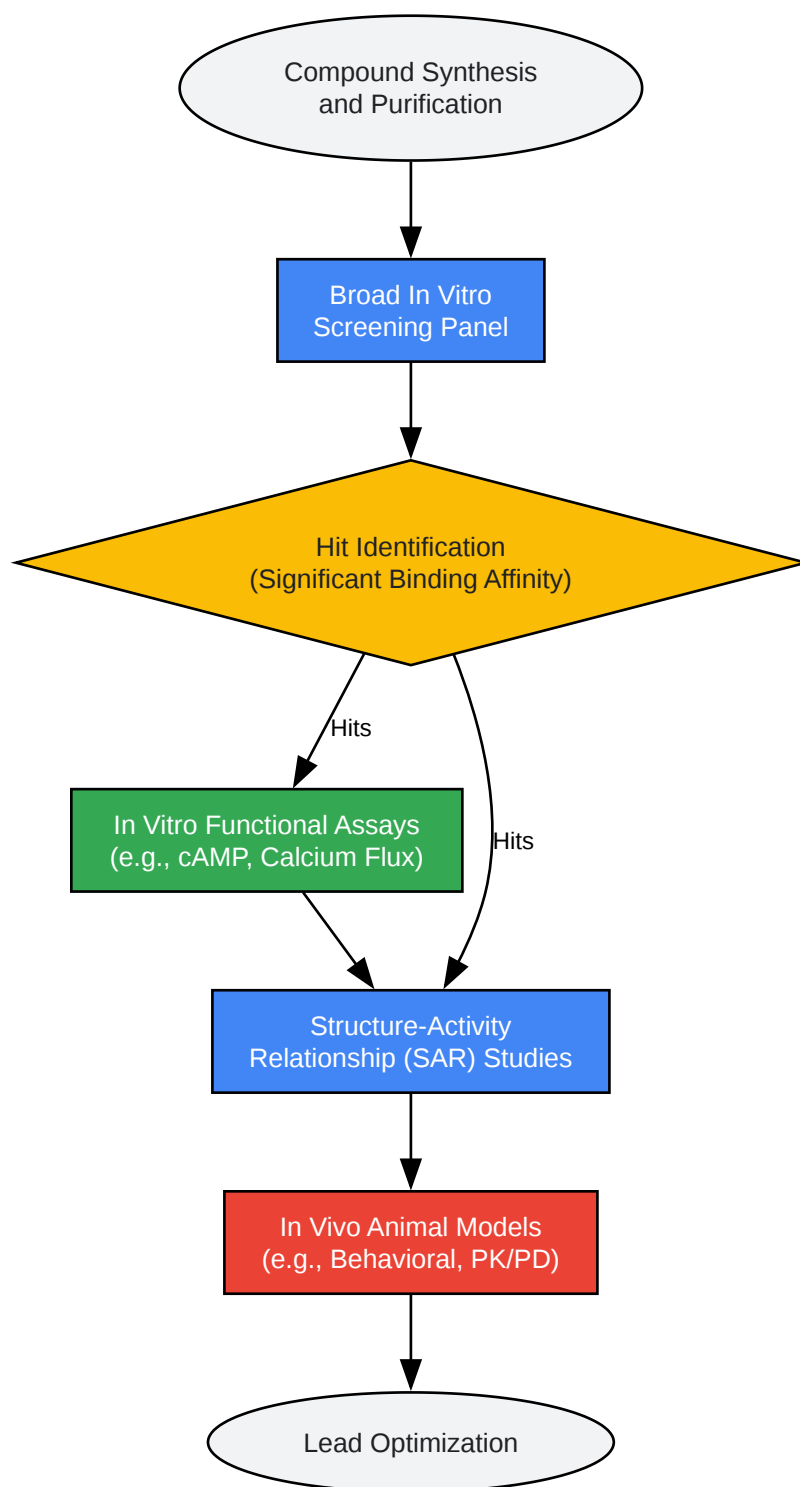 Compound Synthesis
and Purification
Broad In Vitro
Screening Panel
Hit Identification
(Significant Binding Affinity)
Hits
In Vitro Functional Assays
(e.g., cAMP, Calcium Flux)
Hits
Structure-Activity
Relationship (SAR) Studies
In Vivo Animal Models
(e.g., Behavioral, PK/PD)
Lead Optimization